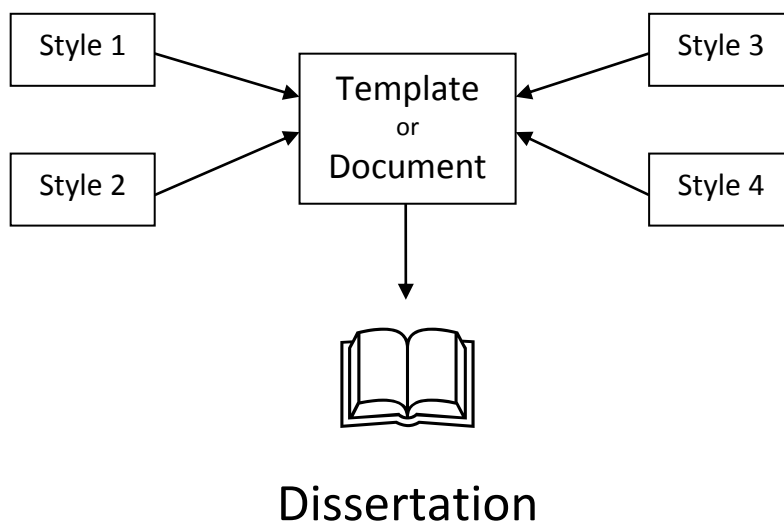 Style 1
Style 3
Template
or
Document
Style 2
Style 4
Dissertation